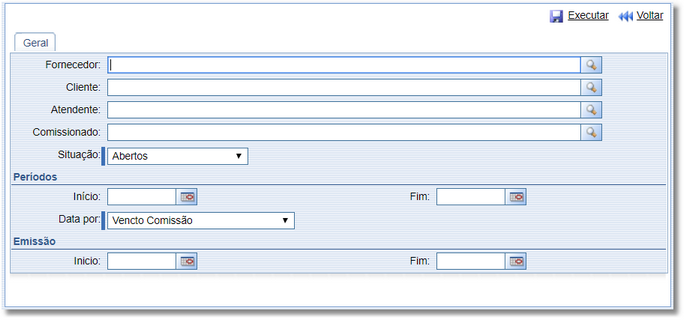 Executar Voltar
Geral
Fornecedor:
Cliente:
Atendente:
Comissionado:
Situação: Abertos
Períodos
Início: Fim:
Data por: Vencto Comissão
Emissão
Inicio: Fim: